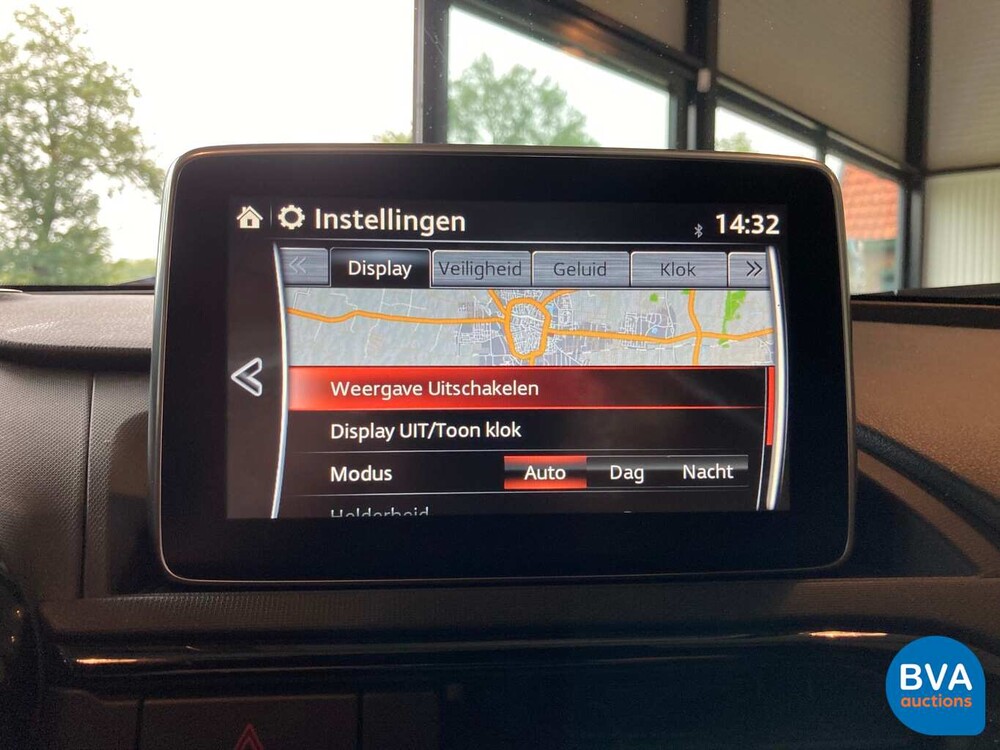 Instellingen 14:32
Display Veiligheid Geluid Klok
Weergave Uitschakelen
Display UIT/Toon klok
Modus Auto Dag Nacht
Helderheid
BVA
auctions